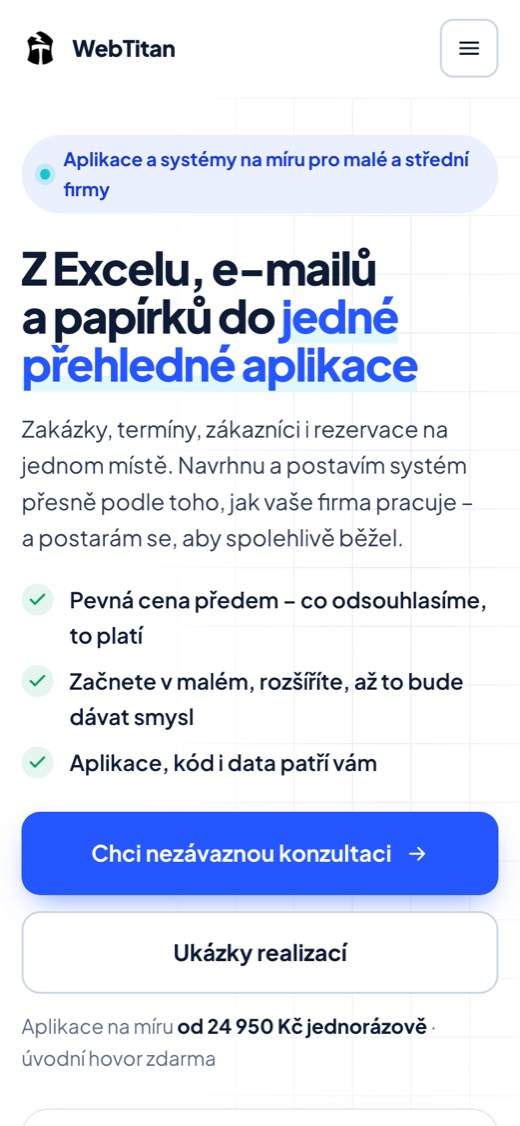 WebTitan
Aplikace a systémy na míru pro malé a střední
firmy
Z Excelu, e-mailů
a papírků do jedné
přehledné aplikace
Zakázky, termíny, zákazníci i rezervace na
jednom místě. Navrhnu a postavím systém
přesně podle toho, jak vaše firma pracuje –
a postarám se, aby spolehlivě běžel.
Pevná cena předem – co odsouhlasíme,
to platí
Začnete v malém, rozšíříte, až to bude
dávat smysl
Aplikace, kód i data patří vám
Chci nezávaznou konzultaci →
Ukázky realizací
Aplikace na míru od 24 950 Kč jednorázově ·
úvodní hovor zdarma